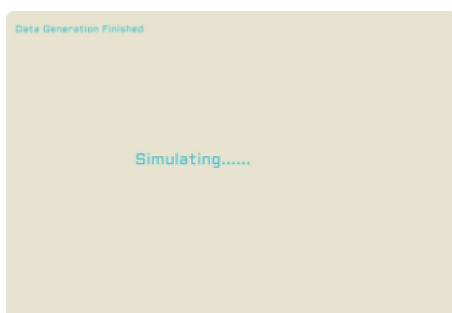 Data Generation Finished
Simulating......